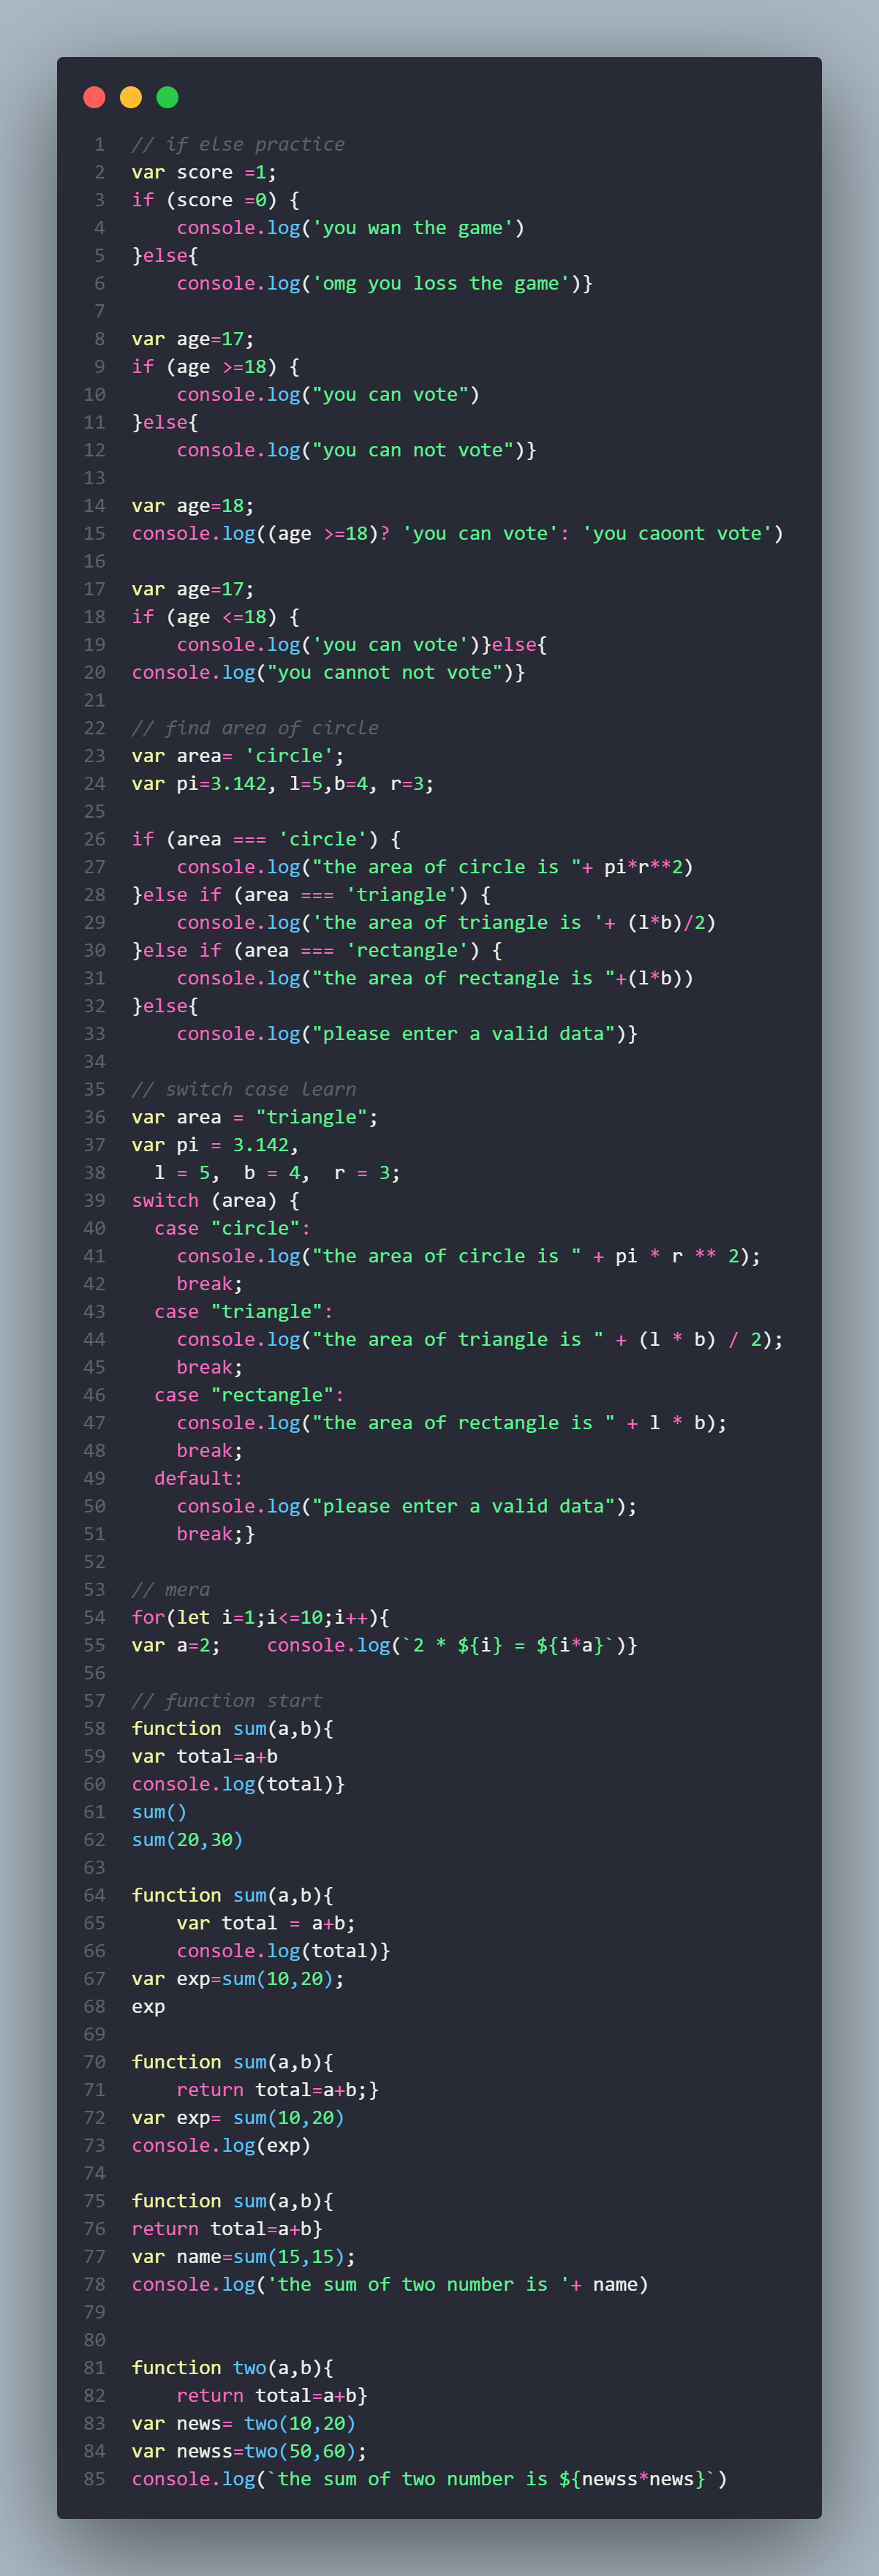 1 // if else practice
2 var score =1;
3 if (score =0) {
4     console.log('you wan the game')
5 }else{
6     console.log('omg you loss the game')}
7
8 var age=17;
9 if (age >=18) {
10     console.log("you can vote")
11 }else{
12     console.log("you can not vote")}
13
14 var age=18;
15 console.log((age >=18)? 'you can vote': 'you caoont vote')
16
17 var age=17;
18 if (age <=18) {
19     console.log('you can vote')}else{
20 console.log("you cannot not vote")}
21
22 // find area of circle
23 var area= 'circle';
24 var pi=3.142, l=5,b=4, r=3;
25
26 if (area === 'circle') {
27     console.log("the area of circle is "+ pi*r**2)
28 }else if (area === 'triangle') {
29     console.log('the area of triangle is '+ (l*b)/2)
30 }else if (area === 'rectangle') {
31     console.log("the area of rectangle is "+(l*b))
32 }else{
33     console.log("please enter a valid data")}
34
35 // switch case learn
36 var area = "triangle";
37 var pi = 3.142,
38   l = 5,  b = 4,  r = 3;
39 switch (area) {
40   case "circle":
41     console.log("the area of circle is " + pi * r ** 2);
42     break;
43   case "triangle":
44     console.log("the area of triangle is " + (l * b) / 2);
45     break;
46   case "rectangle":
47     console.log("the area of rectangle is " + l * b);
48     break;
49   default:
50     console.log("please enter a valid data");
51     break;}
52
53 // mera
54 for(let i=1;i<=10;i++){
55 var a=2;    console.log(`2 * ${i} = ${i*a}`)}
56
57 // function start
58 function sum(a,b){
59 var total=a+b
60 console.log(total)}
61 sum()
62 sum(20,30)
63
64 function sum(a,b){
65     var total = a+b;
66     console.log(total)}
67 var exp=sum(10,20);
68 exp
69
70 function sum(a,b){
71     return total=a+b;}
72 var exp= sum(10,20)
73 console.log(exp)
74
75 function sum(a,b){
76 return total=a+b}
77 var name=sum(15,15);
78 console.log('the sum of two number is '+ name)
79
80
81 function two(a,b){
82     return total=a+b}
83 var news= two(10,20)
84 var newss=two(50,60);
85 console.log(`the sum of two number is ${newss*news}`)